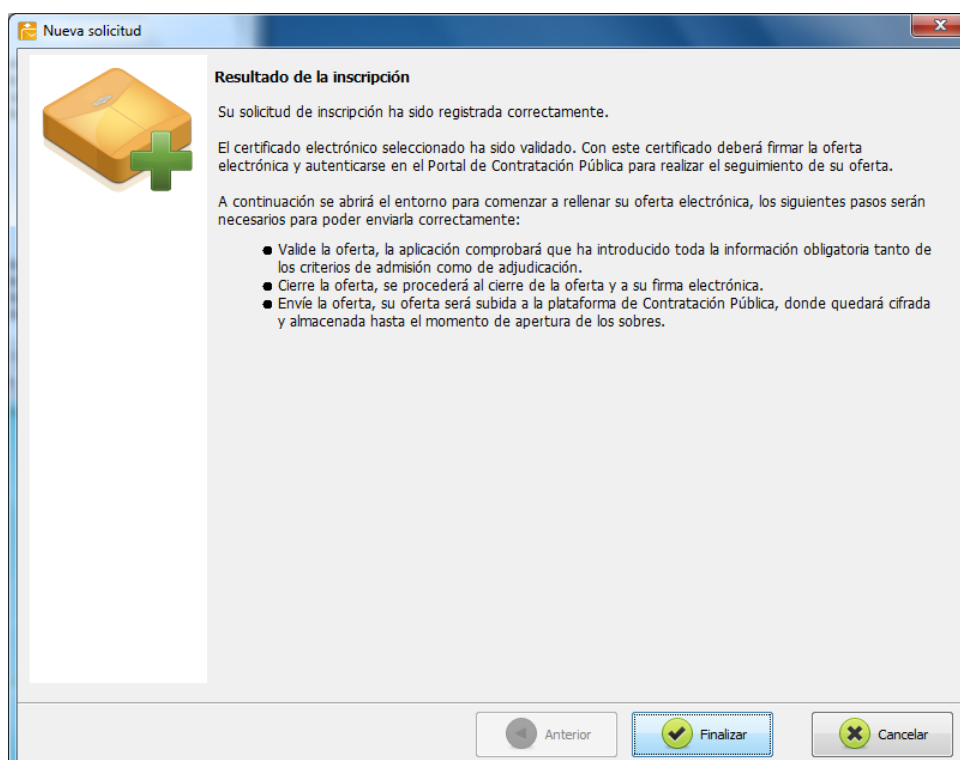 Nueva solicitud
Resultado de la inscripción
Su solicitud de inscripción ha sido registrada correctamente.
El certificado electrónico seleccionado ha sido validado. Con este certificado deberá firmar la oferta
electrónica y autenticarse en el Portal de Contratación Pública para realizar el seguimiento de su oferta.
A continuación se abrirá el entorno para comenzar a rellenar su oferta electrónica, los siguientes pasos serán
necesarios para poder enviarla correctamente:
● Valide la oferta, la aplicación comprobará que ha introducido toda la información obligatoria tanto de
los criterios de admisión como de adjudicación.
● Cierre la oferta, se procederá al cierre de la oferta y a su firma electrónica.
● Envíe la oferta, su oferta será subida a la plataforma de Contratación Pública, donde quedará cifrada
y almacenada hasta el momento de apertura de los sobres.
Anterior
Finalizar
Cancelar